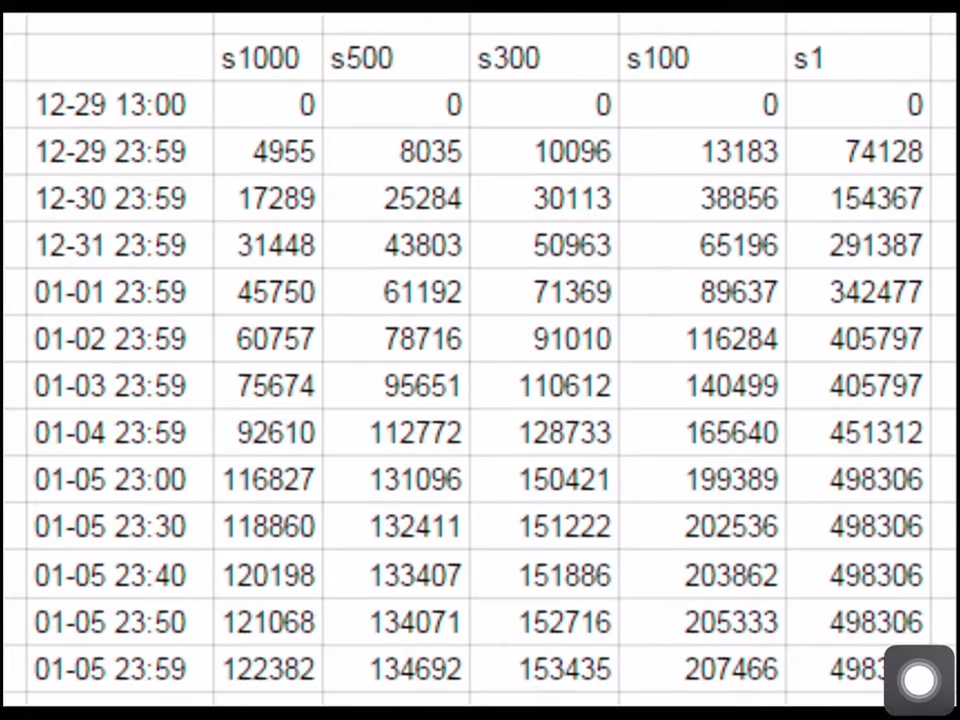 s1000 s500 s300 s100 s1
12-29 13:00 0 0 0 0 0
12-29 23:59 4955 8035 10096 13183 74128
12-30 23:59 17289 25284 30113 38856 154367
12-31 23:59 31448 43803 50963 65196 291387
01-01 23:59 45750 61192 71369 89637 342477
01-02 23:59 60757 78716 91010 116284 405797
01-03 23:59 75674 95651 110612 140499 405797
01-04 23:59 92610 112772 128733 165640 451312
01-05 23:00 116827 131096 150421 199389 498306
01-05 23:30 118860 132411 151222 202536 498306
01-05 23:40 120198 133407 151886 203862 498306
01-05 23:50 121068 134071 152716 205333 498306
01-05 23:59 122382 134692 153435 207466